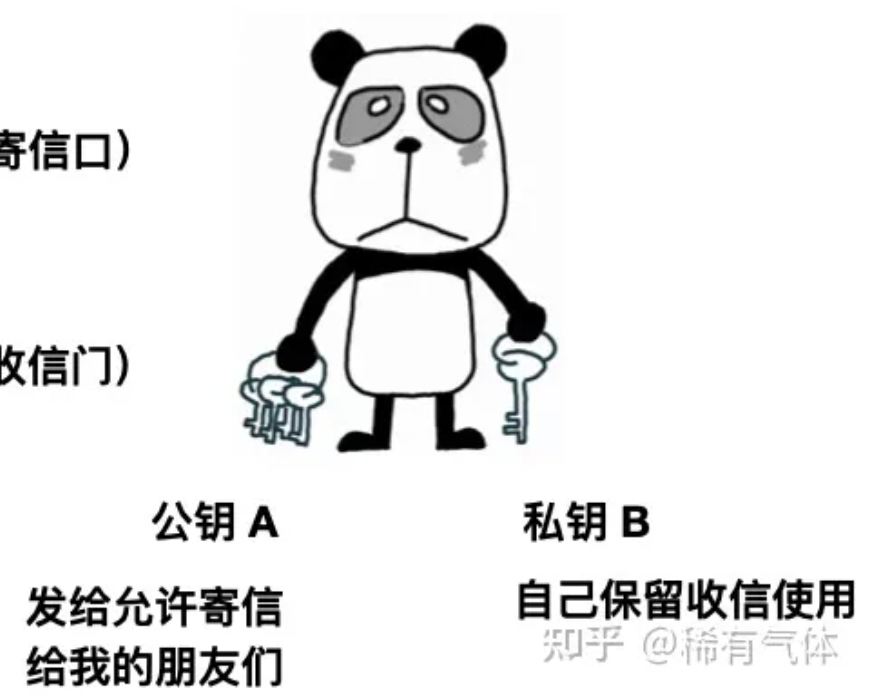 寄信口）
收信门）
公钥 A
私钥 B
发给允许寄信
给我的朋友们
自己保留收信使用
知乎 @稀有气体